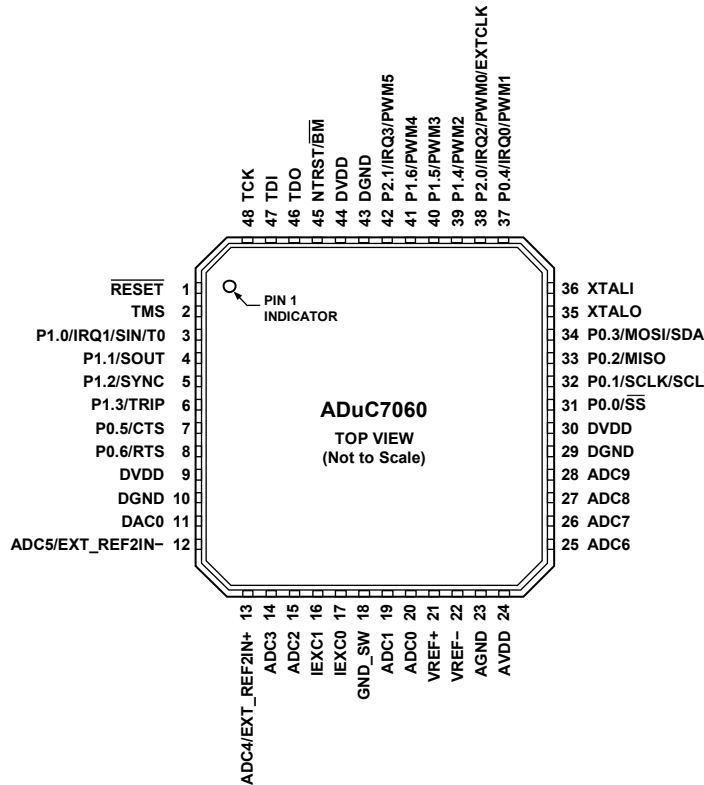 48 TCK
47 TDI
46 TDO
45 NTRST/B̅M̅
44 DVDD
43 DGND
42 P2.1/IRQ3/PWM5
41 P1.6/PWM4
40 P1.5/PWM3
39 P1.4/PWM2
38 P2.0/IRQ2/PWM0/EXTCLK
37 P0.4/IRQ0/PWM1
R̅E̅S̅E̅T̅ 1
TMS 2
P1.0/IRQ1/SIN/T0 3
P1.1/SOUT 4
P1.2/SYNC 5
P1.3/TRIP 6
P0.5/CTS 7
P0.6/RTS 8
DVDD 9
DGND 10
DAC0 11
ADC5/EXT_REF2IN− 12
PIN 1
INDICATOR
ADuC7060
TOP VIEW
(Not to Scale)
36 XTALI
35 XTALO
34 P0.3/MOSI/SDA
33 P0.2/MISO
32 P0.1/SCLK/SCL
31 P0.0/S̅S̅
30 DVDD
29 DGND
28 ADC9
27 ADC8
26 ADC7
25 ADC6
ADC4/EXT_REF2IN+ 13
ADC3 14
ADC2 15
IEXC1 16
IEXC0 17
GND_SW 18
ADC1 19
ADC0 20
VREF+ 21
VREF− 22
AGND 23
AVDD 24